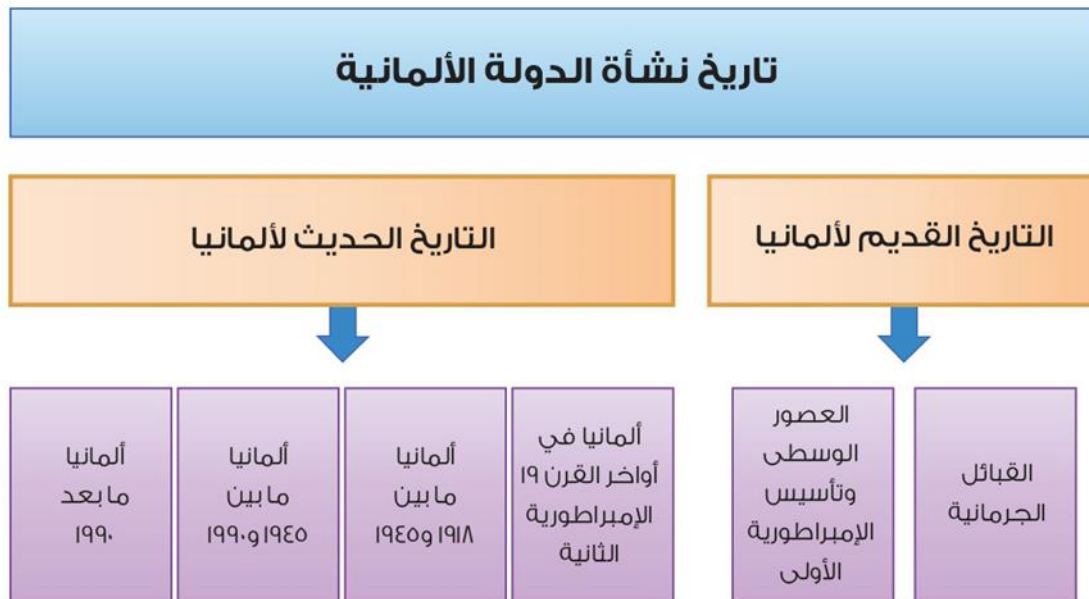 تاريخ نشأة الدولة الألمانية
التاريخ القديم لألمانيا
التاريخ الحديث لألمانيا
القبائل
الجرمانية
العصور
الوسطى
وتأسيس
الإمبراطورية
الأولى
ألمانيا في
أواخر القرن ١٩
الإمبراطورية
الثانية
ألمانيا
ما بين
١٩١٨ و١٩٤٥
ألمانيا
ما بين
١٩٤٥ و١٩٩٠
ألمانيا
ما بعد
١٩٩٠